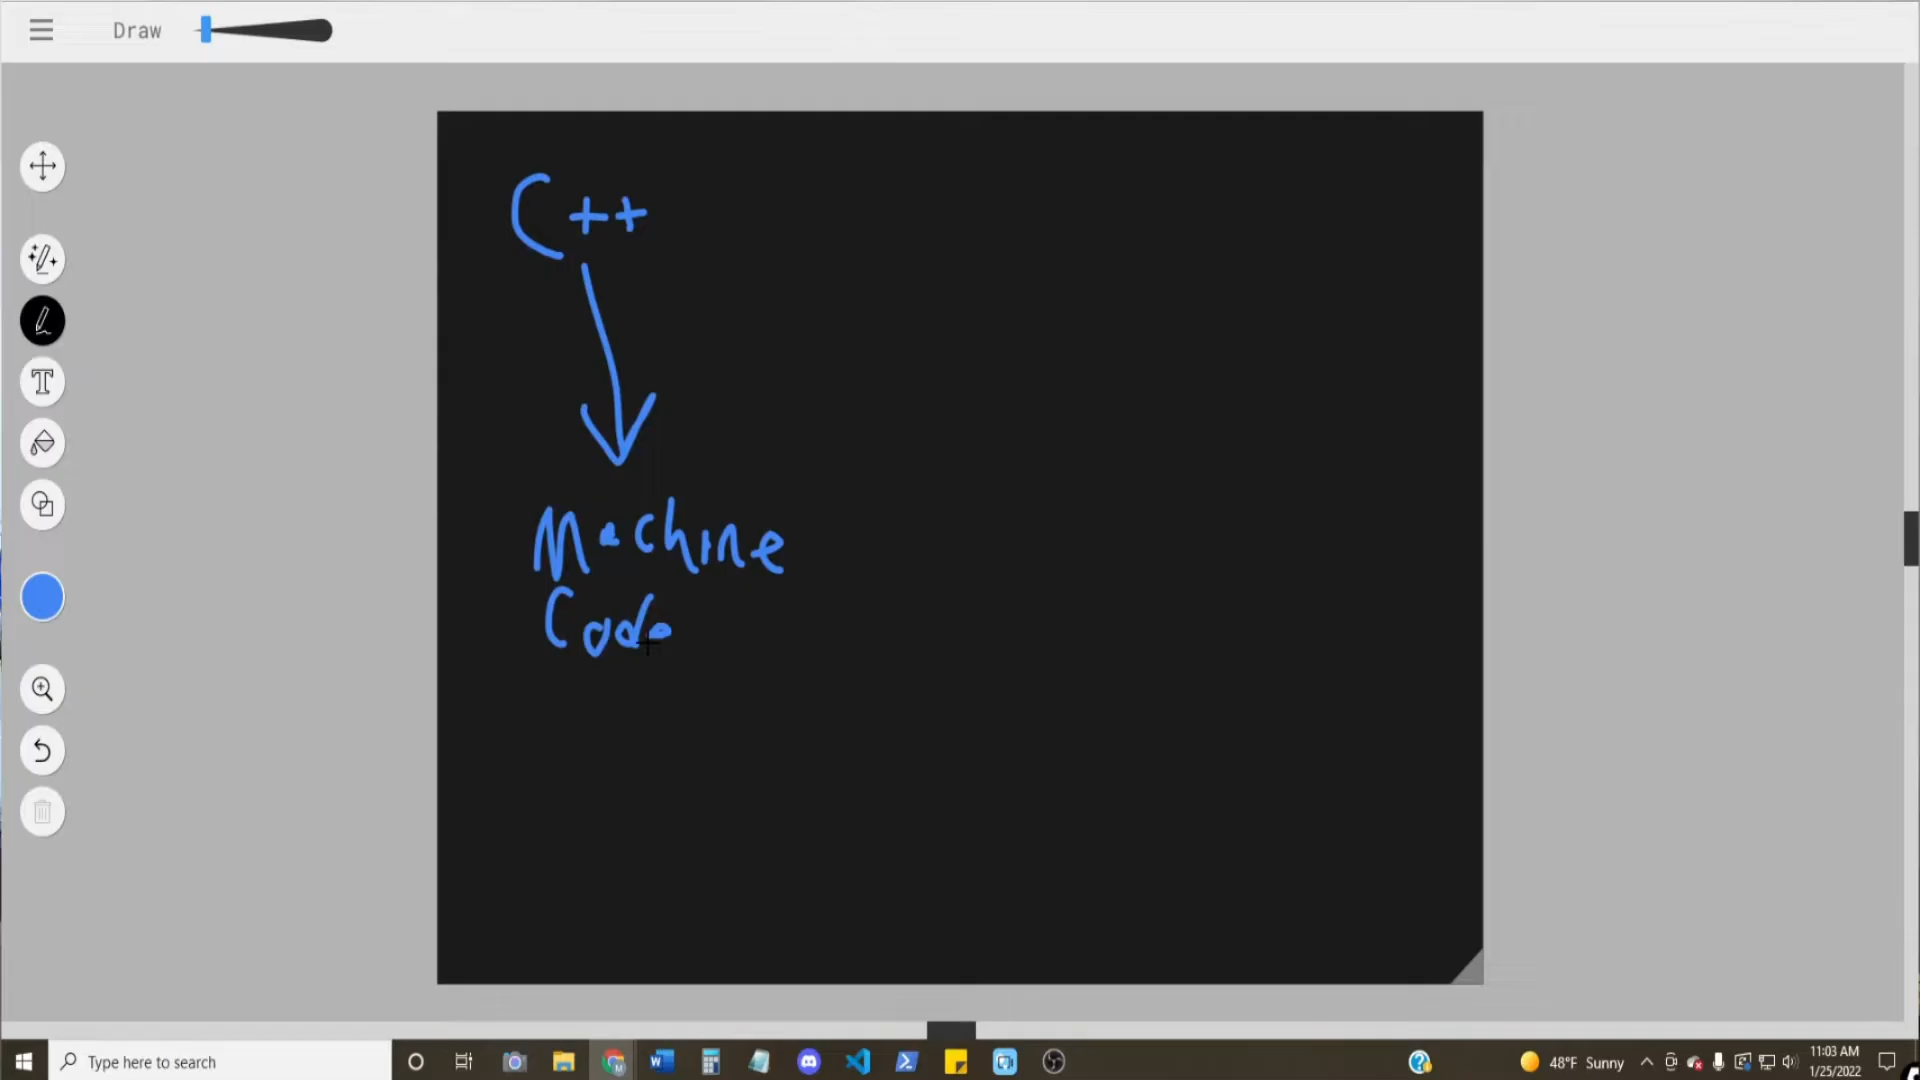 Draw
C++
Machine
Code
Type here to search
48°F Sunny
11:03 AM
1/25/2022